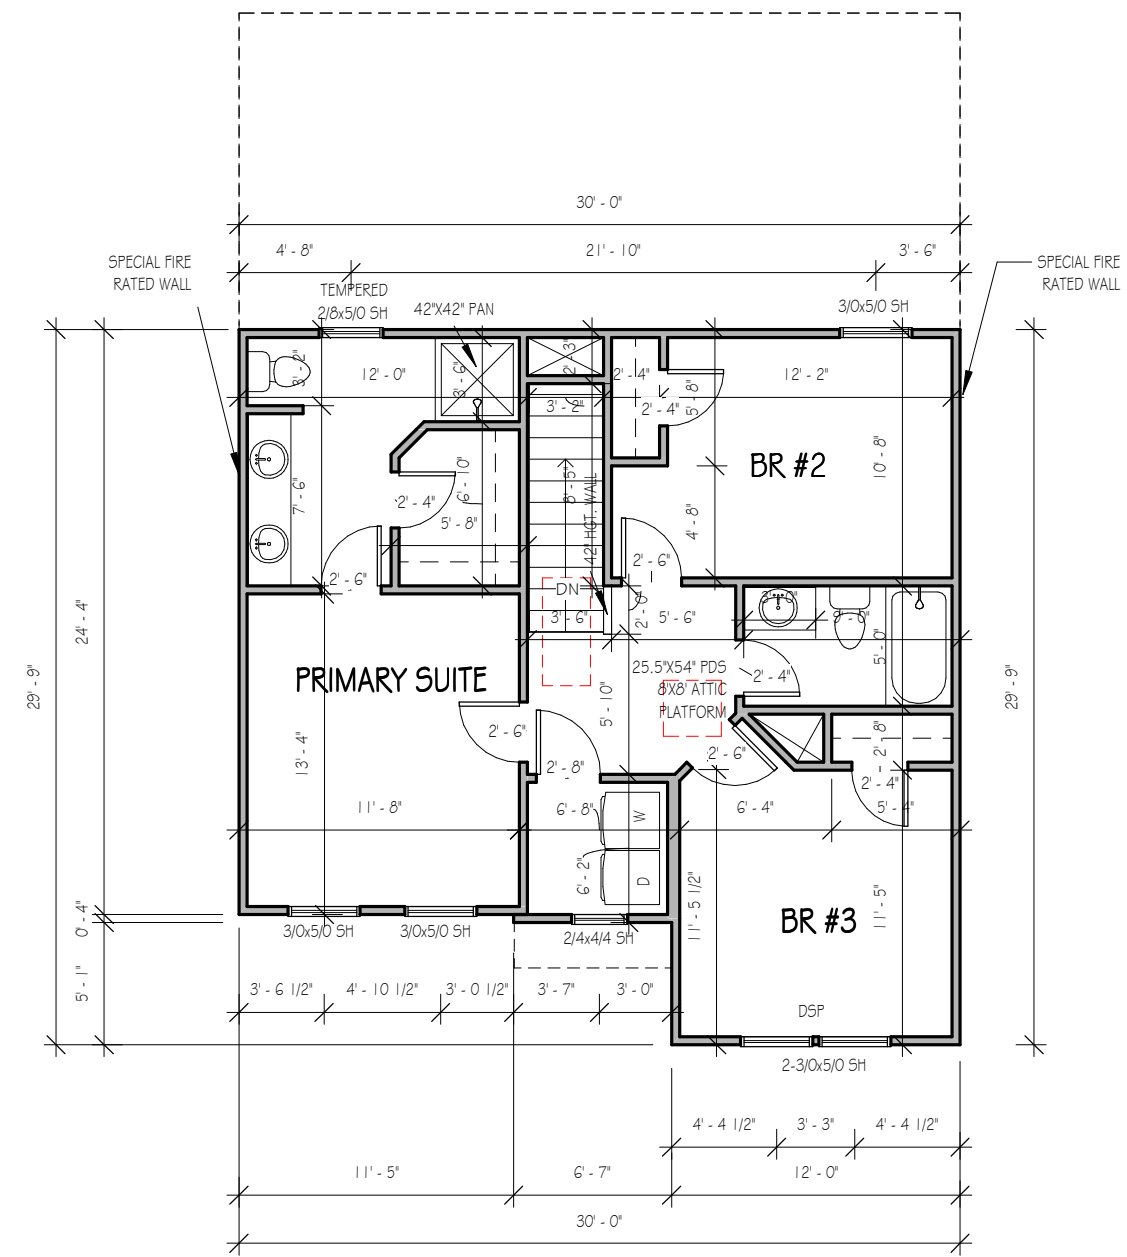 30' - 0"
4' - 8"
21' - 10"
3' - 6"
SPECIAL FIRE
RATED WALL
SPECIAL FIRE
RATED WALL
TEMPERED
2/8x5/0 SH
42"X42" PAN
3/0x5/0 SH
3' - 2"
12' - 0"
3' - 6"
2' - 3"
2' - 4"
12' - 2"
3' - 2"
2' - 4"
5' - 8"
BR #2
10' - 8"
7' - 6"
6' - 10"
8' - 5"
42" HGT. WALL
2' - 4"
5' - 8"
4' - 8"
2' - 6"
2' - 6"
DN
3' - 6"
2' - 0"
5' - 6"
3' - 0"
9' - 0"
5' - 0"
24' - 4"
29' - 9"
29' - 9"
PRIMARY SUITE
25.5"X54" PDS
8'X8' ATTIC
PLATFORM
2' - 4"
5' - 10"
2' - 6"
2' - 8"
2' - 6"
2' - 8"
2' - 4"
13' - 4"
11' - 8"
6' - 8"
W
6' - 4"
5' - 4"
6' - 2"
D
11' - 5 1/2"
11' - 5"
BR #3
0' - 4"
3/0x5/0 SH
3/0x5/0 SH
2/4x4/4 SH
5' - 1"
3' - 6 1/2"
4' - 10 1/2"
3' - 0 1/2"
3' - 7"
3' - 0"
DSP
2-3/0x5/0 SH
4' - 4 1/2"
3' - 3"
4' - 4 1/2"
11' - 5"
6' - 7"
12' - 0"
30' - 0"